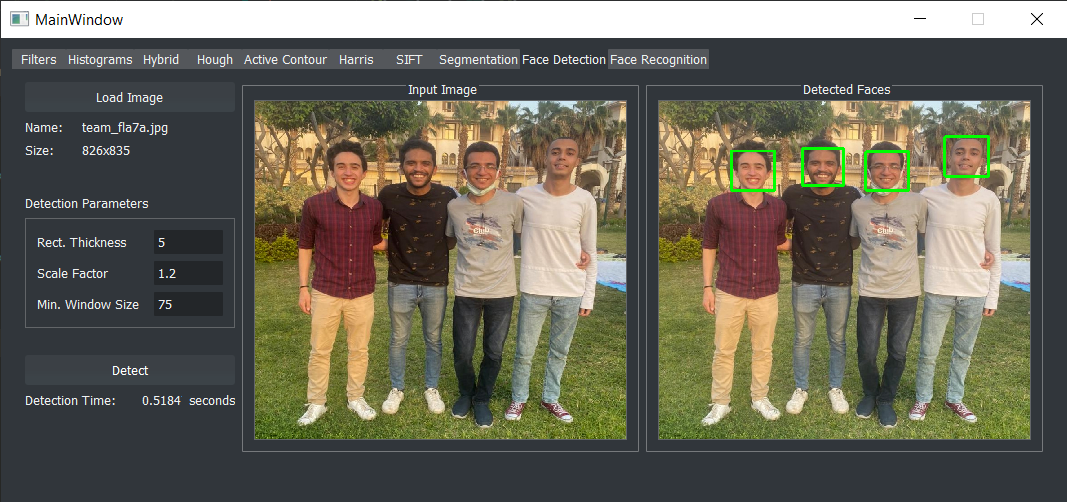 MainWindow
Filters Histograms Hybrid Hough Active Contour Harris SIFT Segmentation Face Detection Face Recognition
Load Image
Name: team_fla7a.jpg
Size: 826x835
Detection Parameters
Rect. Thickness 5
Scale Factor 1.2
Min. Window Size 75
Detect
Detection Time: 0.5184 seconds
Input Image
Club
Detected Faces
Club